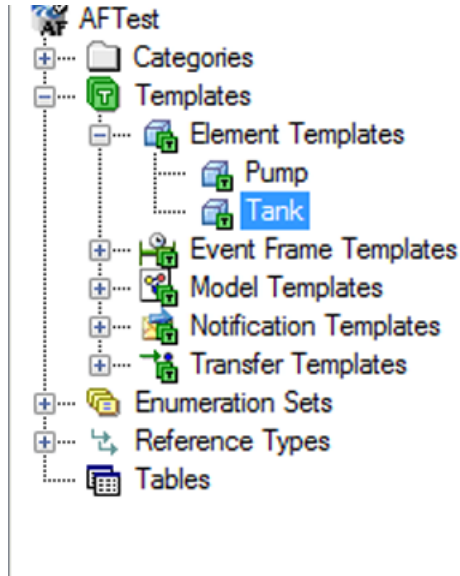 AFTest
Categories
Templates
Element Templates
Pump
Tank
Event Frame Templates
Model Templates
Notification Templates
Transfer Templates
Enumeration Sets
Reference Types
Tables